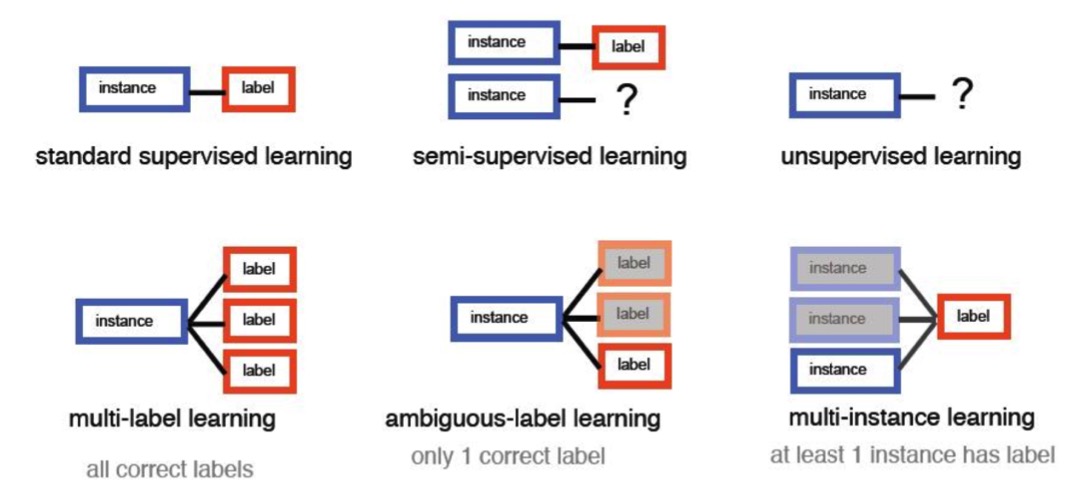 instance label
standard supervised learning
instance label
instance ?
semi-supervised learning
instance ?
unsupervised learning
label
instance label
label
multi-label learning
all correct labels
label
instance label
label
ambiguous-label learning
only 1 correct label
instance
instance label
instance
multi-instance learning
at least 1 instance has label